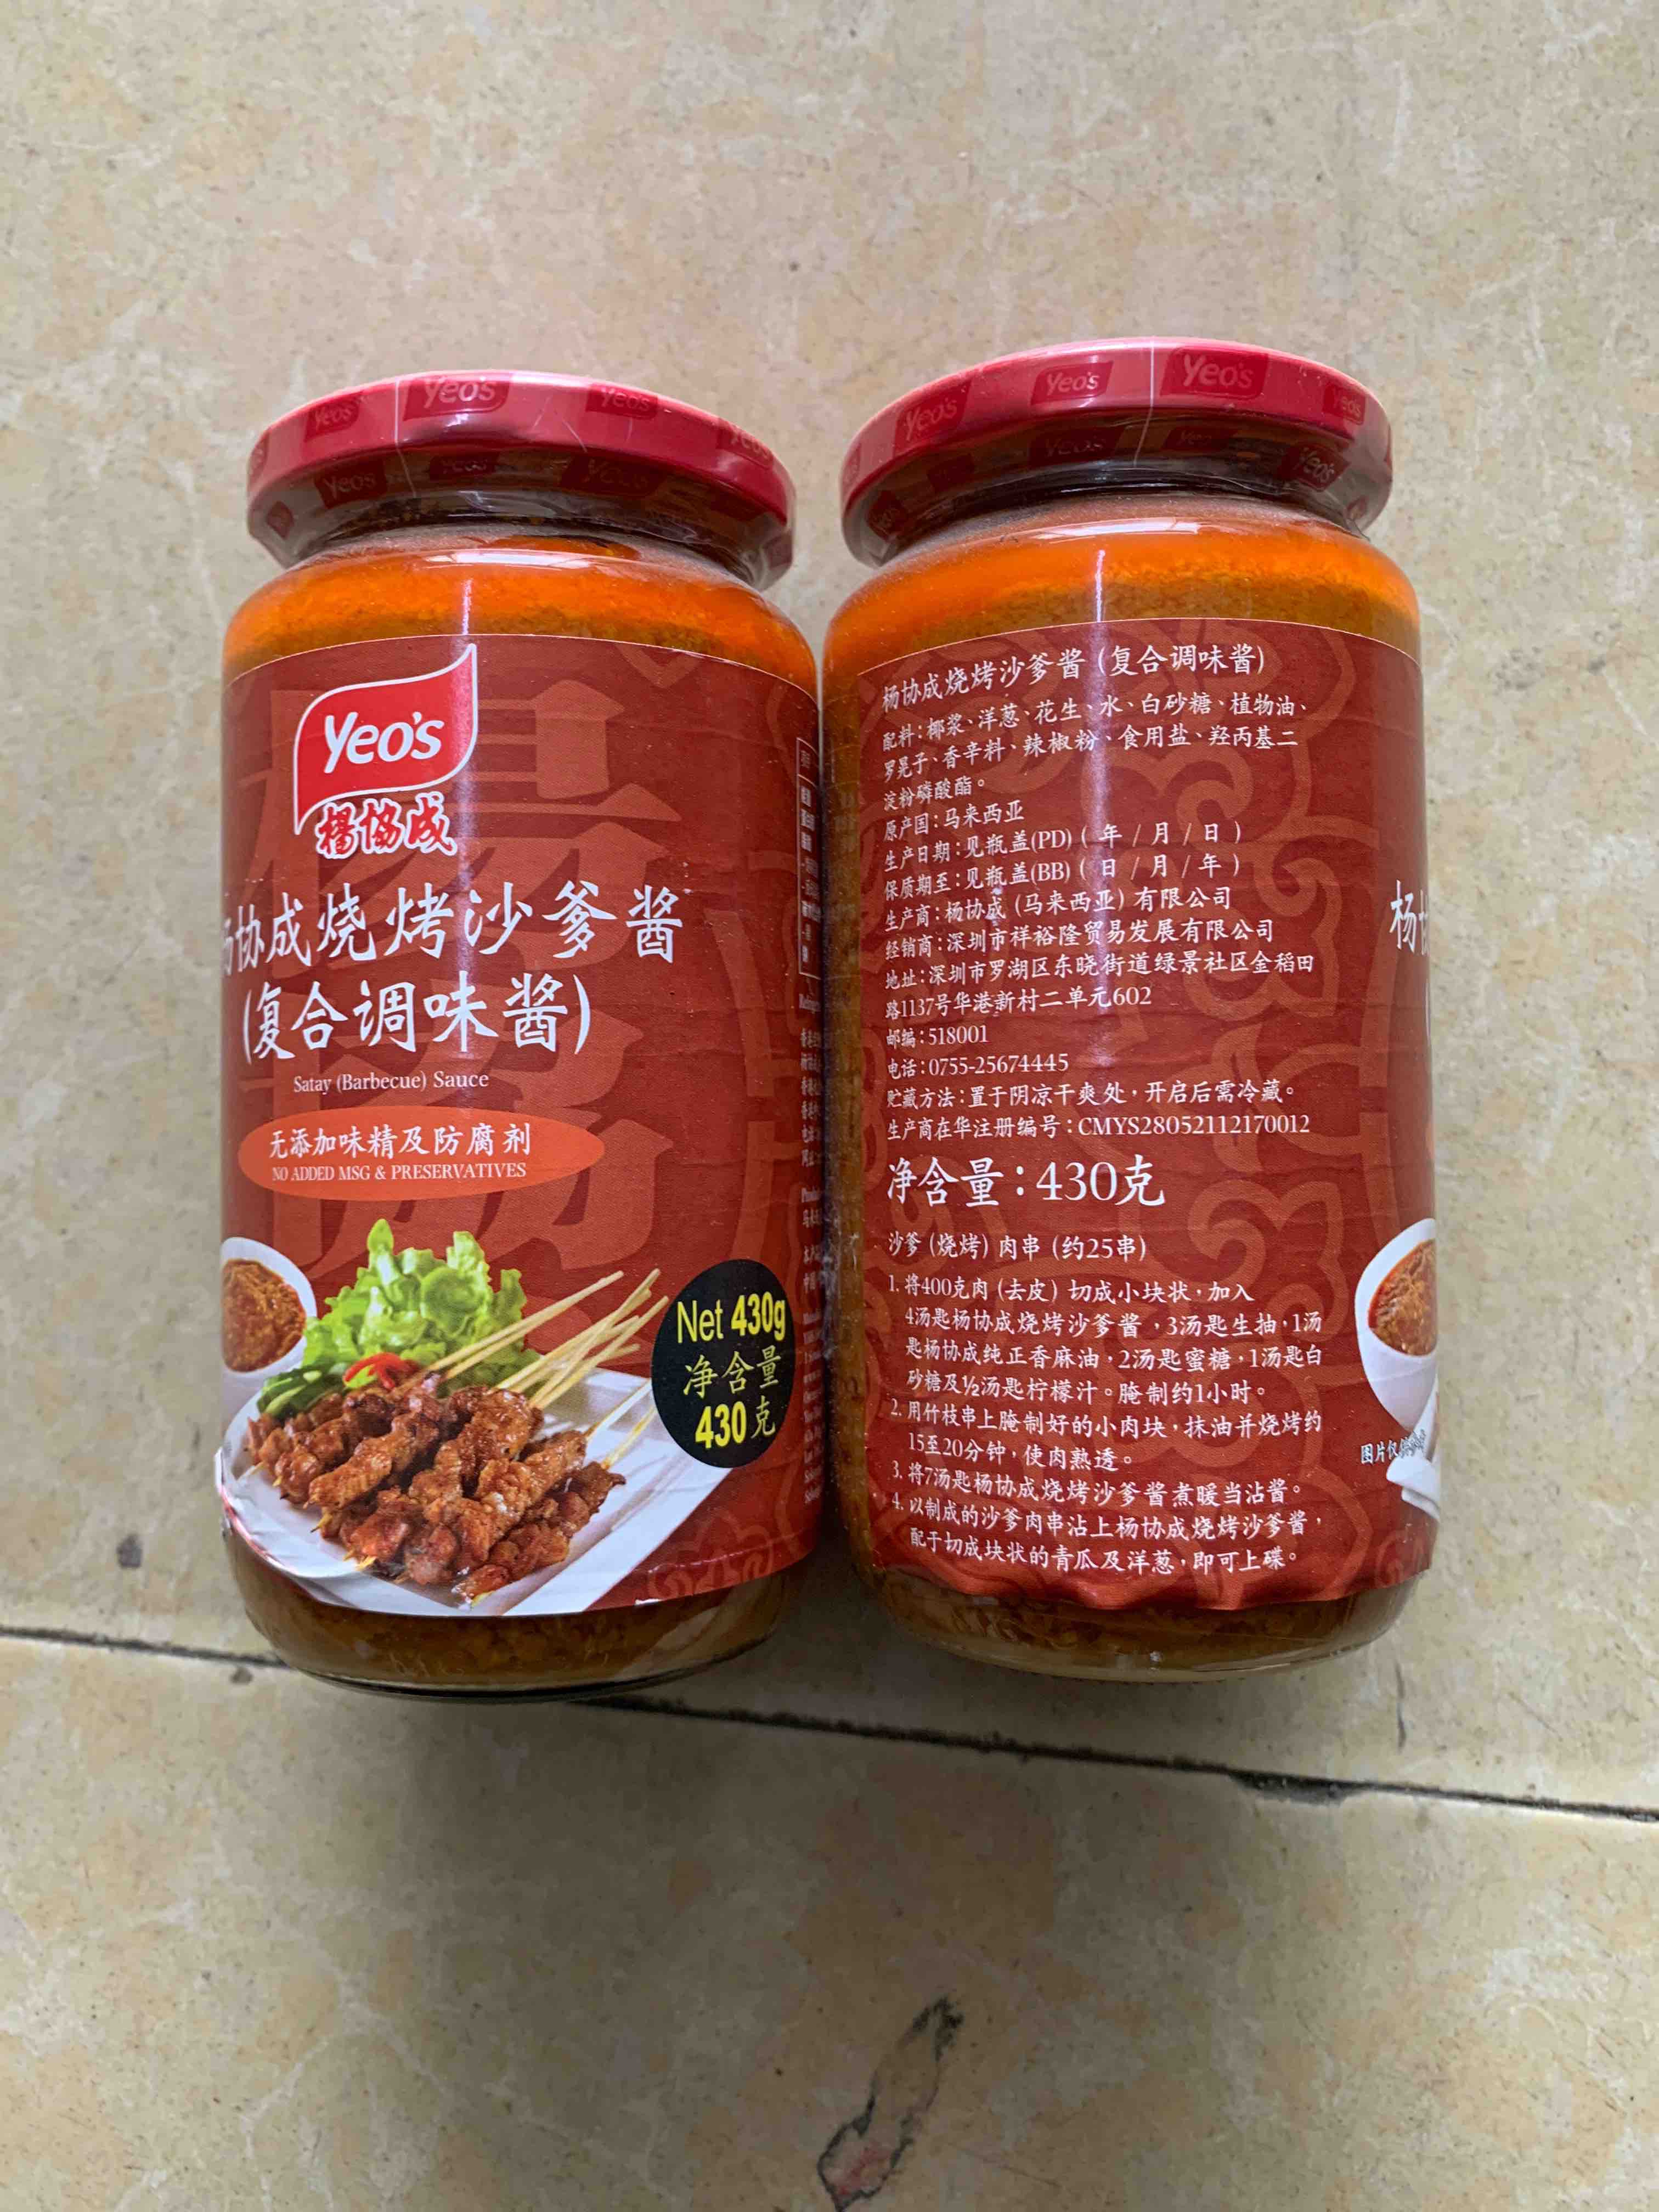 Yeo's
楊協成
杨协成烧烤沙爹酱
(复合调味酱)
Satay (Barbecue) Sauce
无添加味精及防腐剂
NO ADDED MSG & PRESERVATIVES
Net 430g
净含量
430克
Yeo's
Yeo's
杨协成烧烤沙爹酱 (复合调味酱)
配料:椰浆、洋葱、花生、水、白砂糖、植物油、
罗晃子、香辛料、辣椒粉、食用盐、羟丙基二
淀粉磷酸酯。
原产国:马来西亚
生产日期:见瓶盖(PD) ( 年 / 月 / 日 )
保质期至:见瓶盖(BB) ( 日 / 月 / 年 )
生产商:杨协成 (马来西亚) 有限公司
经销商:深圳市祥裕隆贸易发展有限公司
地址:深圳市罗湖区东晓街道绿景社区金稻田
路1137号华港新村二单元602
邮编:518001
电话:0755-25674445
贮藏方法:置于阴凉干爽处,开启后需冷藏。
生产商在华注册编号:CMYS28052112170012
净含量:430克
沙爹 (烧烤) 肉串 (约25串)
1. 将400克肉 (去皮) 切成小块状,加入
4汤匙杨协成烧烤沙爹酱,3汤匙生抽,1汤
匙杨协成纯正香麻油,2汤匙蜜糖,1汤匙白
砂糖及½汤匙柠檬汁。腌制约1小时。
2. 用竹枝串上腌制好的小肉块,抹油并烧烤约
15至20分钟,使肉熟透。
3. 将7汤匙杨协成烧烤沙爹酱煮暖当沾酱。
4. 以制成的沙爹肉串沾上杨协成烧烤沙爹酱,
配于切成块状的青瓜及洋葱,即可上碟。
杨
图片仅